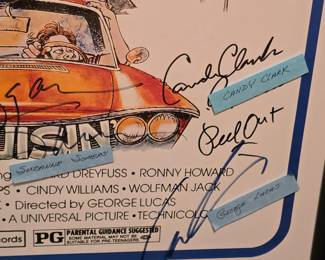 Candy Clark
CANDY CLARK
Peel Out
UISIN
SUZANNE SOMERS
GEORGE LUCAS
RD DREYFUSS • RONNY HOWARD
PS • CINDY WILLIAMS • WOLFMAN JACK
K • Directed by GEORGE LUCAS
• A UNIVERSAL PICTURE • TECHNICOLO
cords
PG PARENTAL GUIDANCE SUGGESTED
SOME MATERIAL MAY NOT BE
SUITABLE FOR PRE-TEENAGERS